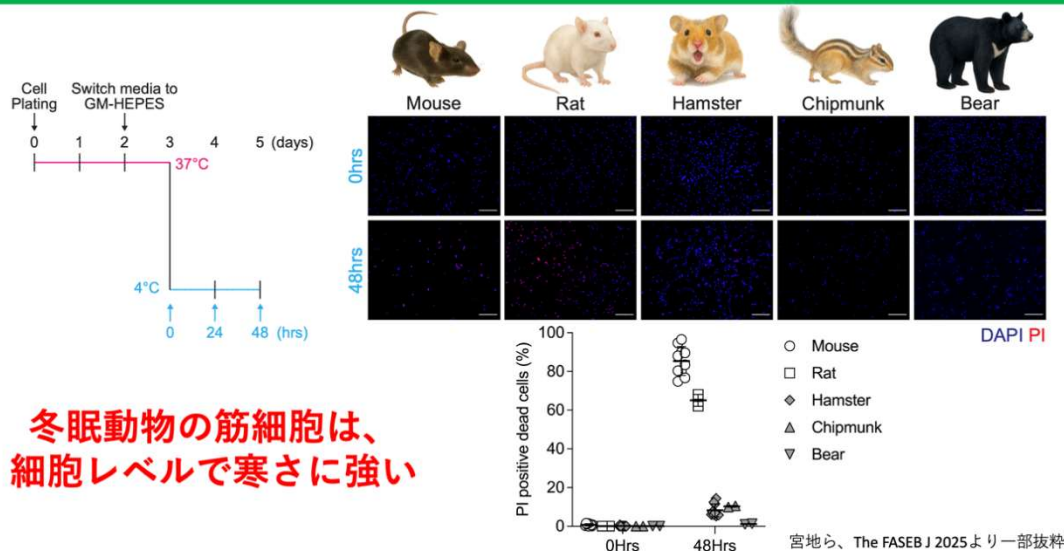 Cell
Plating
Switch media to
GM-HEPES
0 1 2 3 4 5 (days)
37°C
4°C
0 24 48 (hrs)
Mouse Rat Hamster Chipmunk Bear
0hrs
48hrs
DAPI PI
PI positive dead cells (%)
100
80
60
40
20
0
0Hrs 48Hrs
Mouse
Rat
Hamster
Chipmunk
Bear
冬眠動物の筋細胞は、
細胞レベルで寒さに強い
宮地ら、The FASEB J 2025より一部抜粋